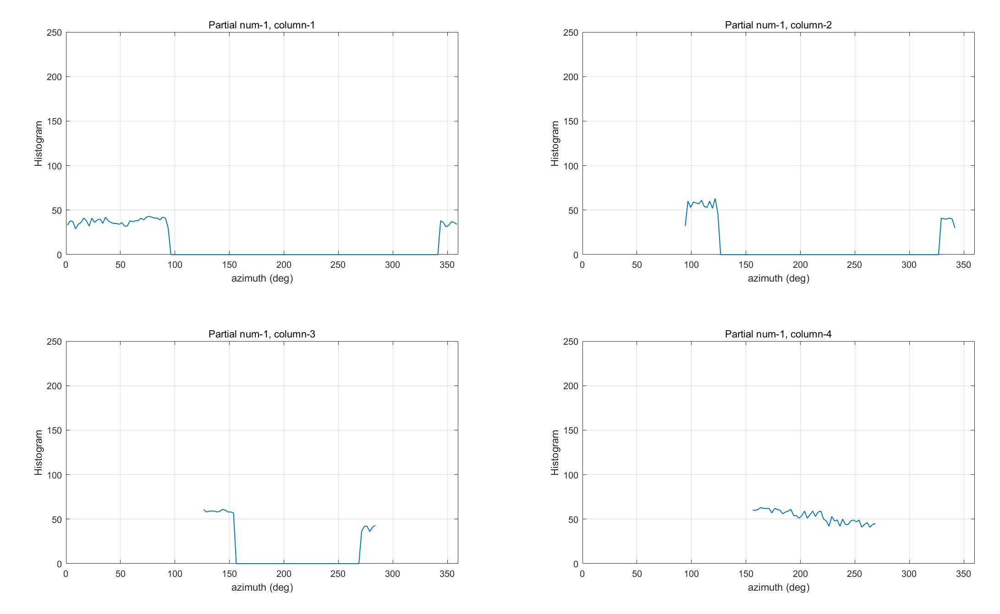 Partial num-1, column-1
250
200
150
100
50
0
Histogram
0 50 100 150 200 250 300 350
azimuth (deg)
Partial num-1, column-2
250
200
150
100
50
0
Histogram
0 50 100 150 200 250 300 350
azimuth (deg)
Partial num-1, column-3
250
200
150
100
50
0
Histogram
0 50 100 150 200 250 300 350
azimuth (deg)
Partial num-1, column-4
250
200
150
100
50
0
Histogram
0 50 100 150 200 250 300 350
azimuth (deg)